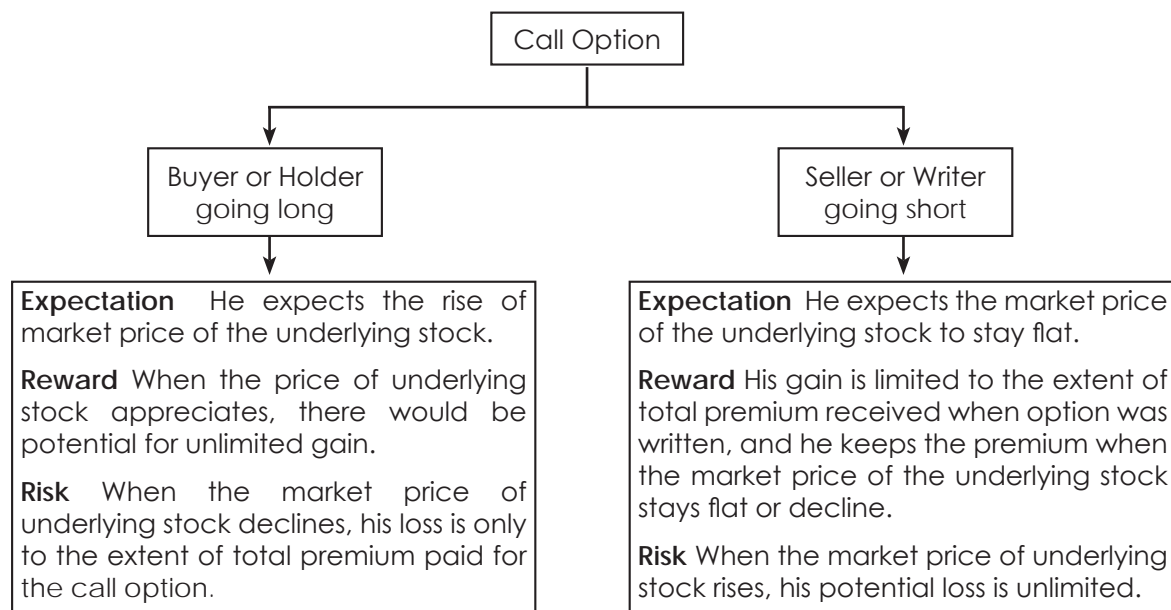 Call Option
Buyer or Holder
going long
Seller or Writer
going short
Expectation He expects the rise of
market price of the underlying stock.
Reward When the price of underlying
stock appreciates, there would be
potential for unlimited gain.
Risk When the market price of
underlying stock declines, his loss is only
to the extent of total premium paid for
the call option.
Expectation He expects the market price
of the underlying stock to stay flat.
Reward His gain is limited to the extent of
total premium received when option was
written, and he keeps the premium when
the market price of the underlying stock
stays flat or decline.
Risk When the market price of underlying
stock rises, his potential loss is unlimited.